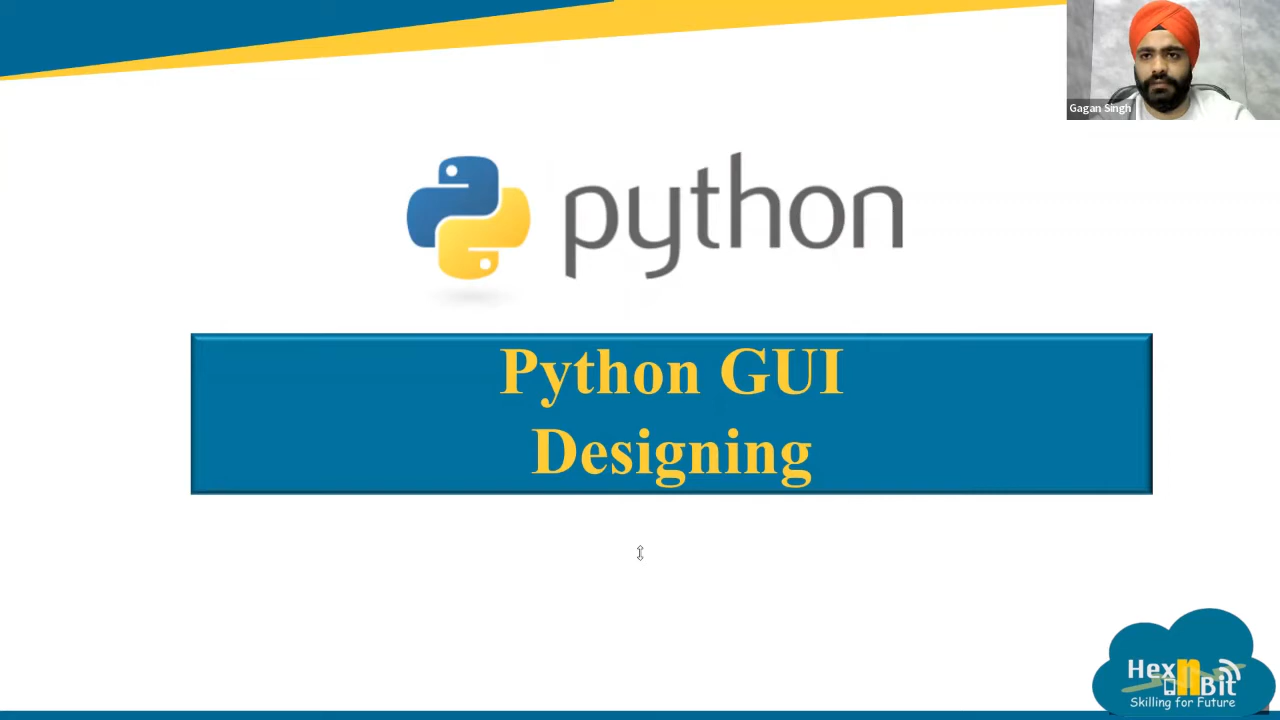 Gagan Singh
python
Python GUI
Designing
Hex n Bit
Skilling for Future